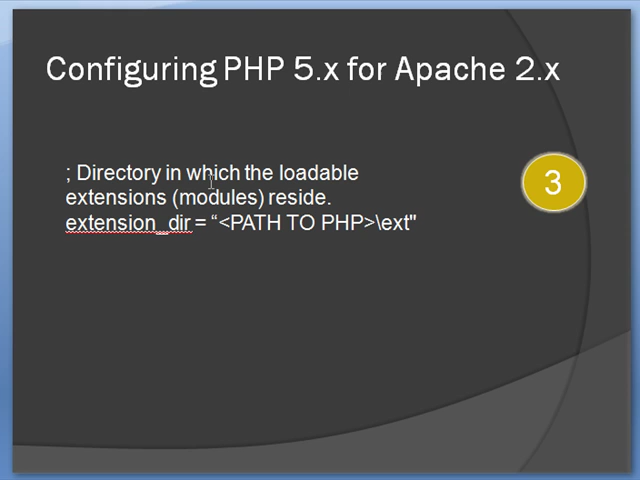 Configuring PHP 5.x for Apache 2.x
; Directory in which the loadable
extensions (modules) reside.
extension_dir = “<PATH TO PHP>\ext"
3